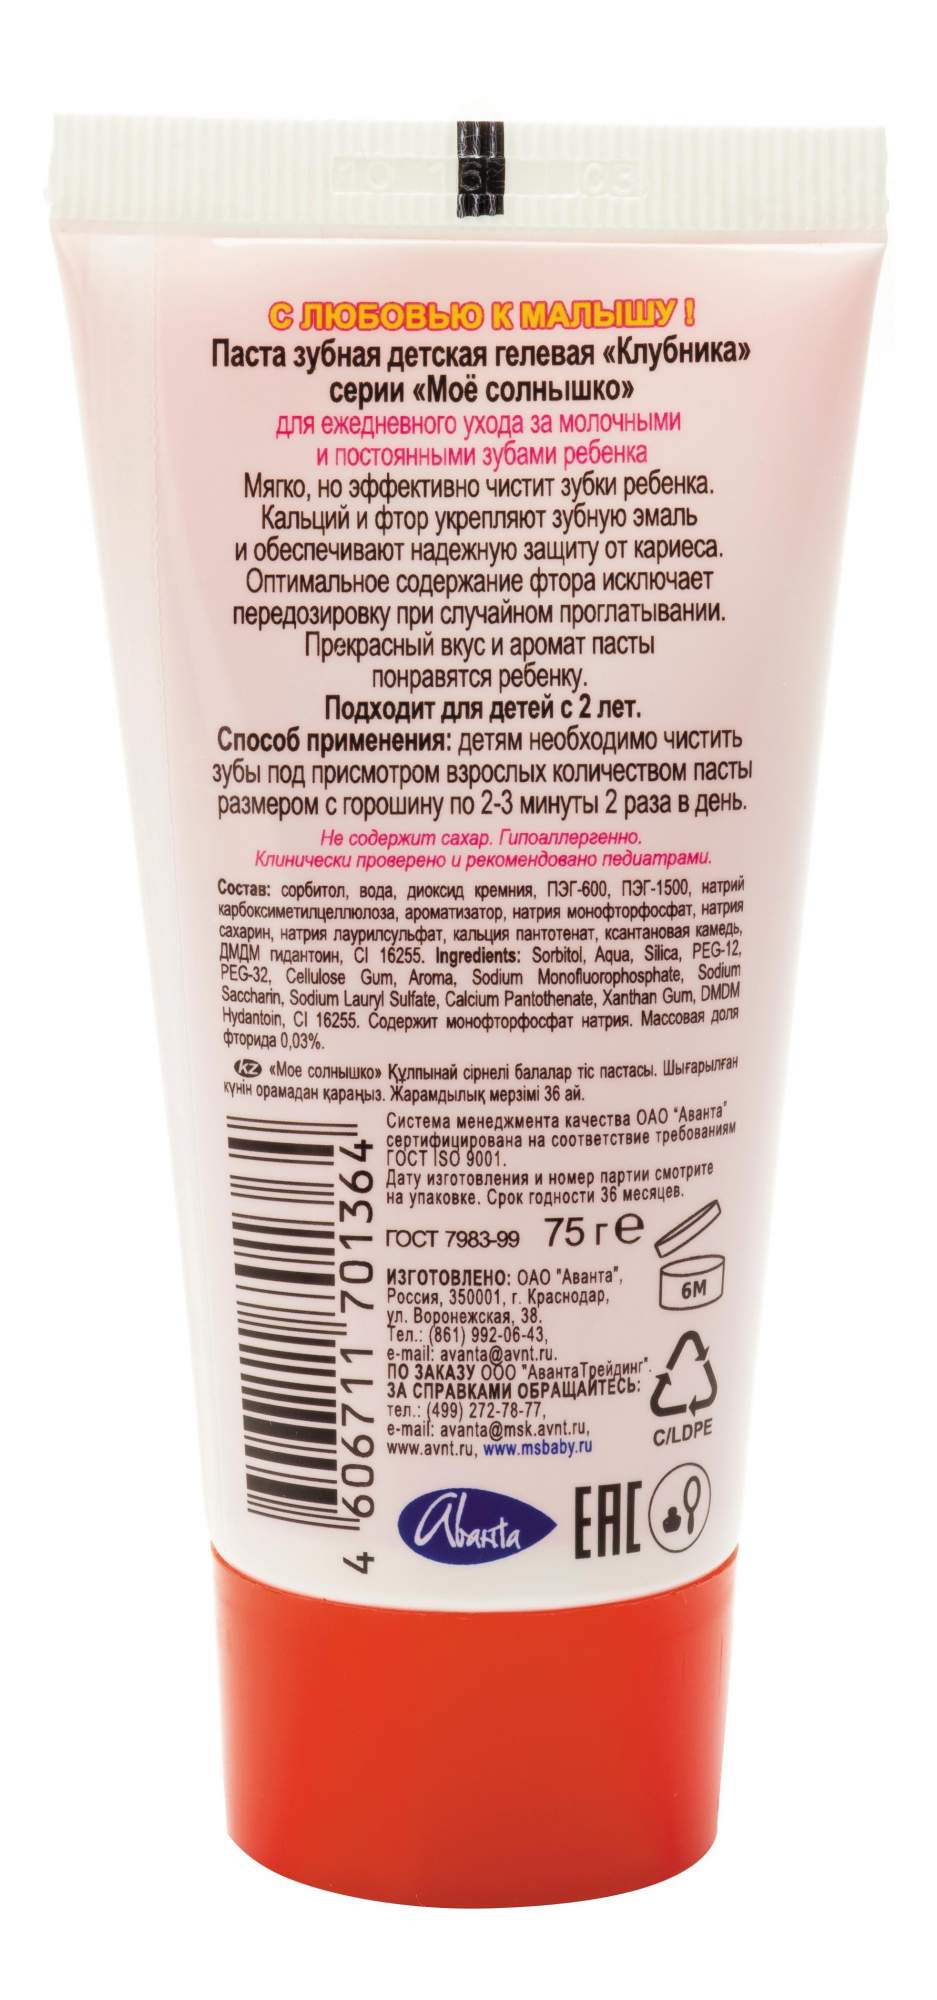 С ЛЮБОВЬЮ К МАЛЫШУ !
Паста зубная детская гелевая «Клубника»
серии «Моё солнышко»
для ежедневного ухода за молочными
и постоянными зубами ребенка
Мягко, но эффективно чистит зубки ребенка.
Кальций и фтор укрепляют зубную эмаль
и обеспечивают надежную защиту от кариеса.
Оптимальное содержание фтора исключает
передозировку при случайном проглатывании.
Прекрасный вкус и аромат пасты
понравятся ребенку.
Подходит для детей с 2 лет.
Способ применения: детям необходимо чистить
зубы под присмотром взрослых количеством пасты
размером с горошину по 2-3 минуты 2 раза в день.
Не содержит сахар. Гипоаллергенно.
Клинически проверено и рекомендовано педиатрами.
Состав: сорбитол, вода, диоксид кремния, ПЭГ-600, ПЭГ-1500, натрий
карбоксиметилцеллюлоза, ароматизатор, натрия монофторфосфат, натрия
сахарин, натрия лаурилсульфат, кальция пантотенат, ксантановая камедь,
ДМДМ гидантоин, CI 16255. Ingredients: Sorbitol, Aqua, Silica, PEG-12,
PEG-32, Cellulose Gum, Aroma, Sodium Monofluorophosphate, Sodium
Saccharin, Sodium Lauryl Sulfate, Calcium Pantothenate, Xanthan Gum, DMDM
Hydantoin, CI 16255. Содержит монофторфосфат натрия. Массовая доля
фторида 0,03%.
KZ «Мое солнышко» Құлпынай сірнелі балалар тіс пастасы. Шығарылған
күнін орамадан қараңыз. Жарамдылық мерзімі 36 ай.
Система менеджмента качества ОАО "Аванта"
сертифицирована на соответствие требованиям
ГОСТ ISO 9001.
Дату изготовления и номер партии смотрите
на упаковке. Срок годности 36 месяцев.
ГОСТ 7983-99 75 г e
6M
ИЗГОТОВЛЕНО: ОАО "Аванта",
Россия, 350001, г. Краснодар,
ул. Воронежская, 38.
Тел.: (861) 992-06-43,
e-mail: avanta@avnt.ru.
ПО ЗАКАЗУ ООО "АвантаТрейдинг".
ЗА СПРАВКАМИ ОБРАЩАЙТЕСЬ:
тел.: (499) 272-78-77,
e-mail: avanta@msk.avnt.ru,
www.avnt.ru, www.msbaby.ru
C/LDPE
4 606711 701364
Avanta
EAC